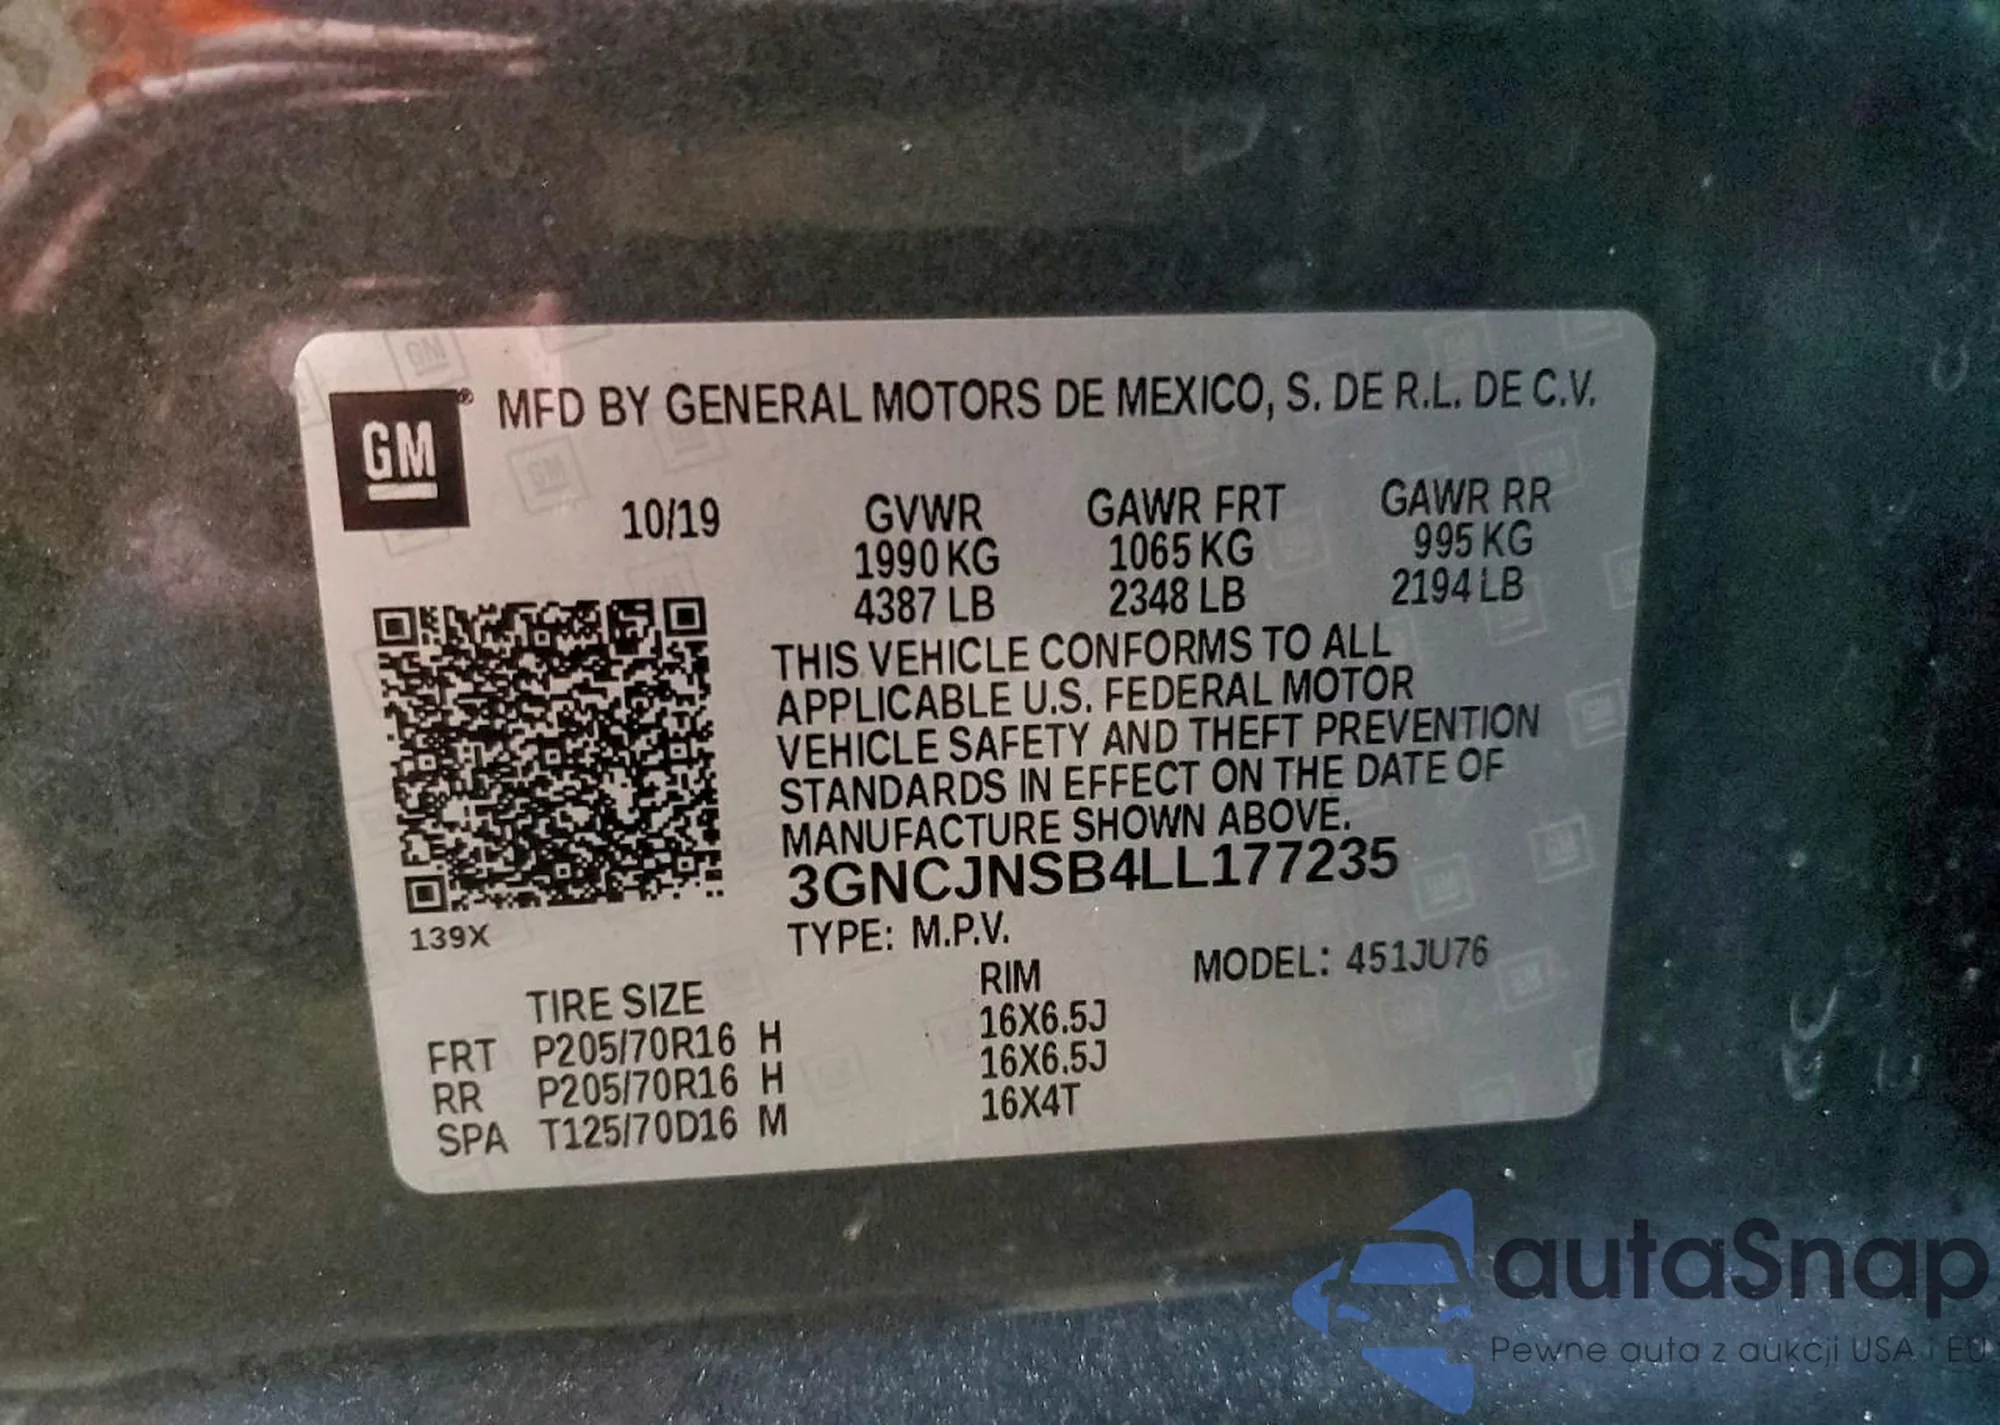 GM® MFD BY GENERAL MOTORS DE MEXICO, S. DE R.L. DE C.V.
10/19 GVWR GAWR FRT GAWR RR
1990 KG 1065 KG 995 KG
4387 LB 2348 LB 2194 LB
THIS VEHICLE CONFORMS TO ALL
APPLICABLE U.S. FEDERAL MOTOR
VEHICLE SAFETY AND THEFT PREVENTION
STANDARDS IN EFFECT ON THE DATE OF
MANUFACTURE SHOWN ABOVE.
3GNCJNSB4LL177235
139X
TYPE: M.P.V.
MODEL: 451JU76
TIRE SIZE RIM
FRT P205/70R16 H 16X6.5J
RR P205/70R16 H 16X6.5J
SPA T125/70D16 M 16X4T
autaSnap
Pewne auta z aukcji USA i EU